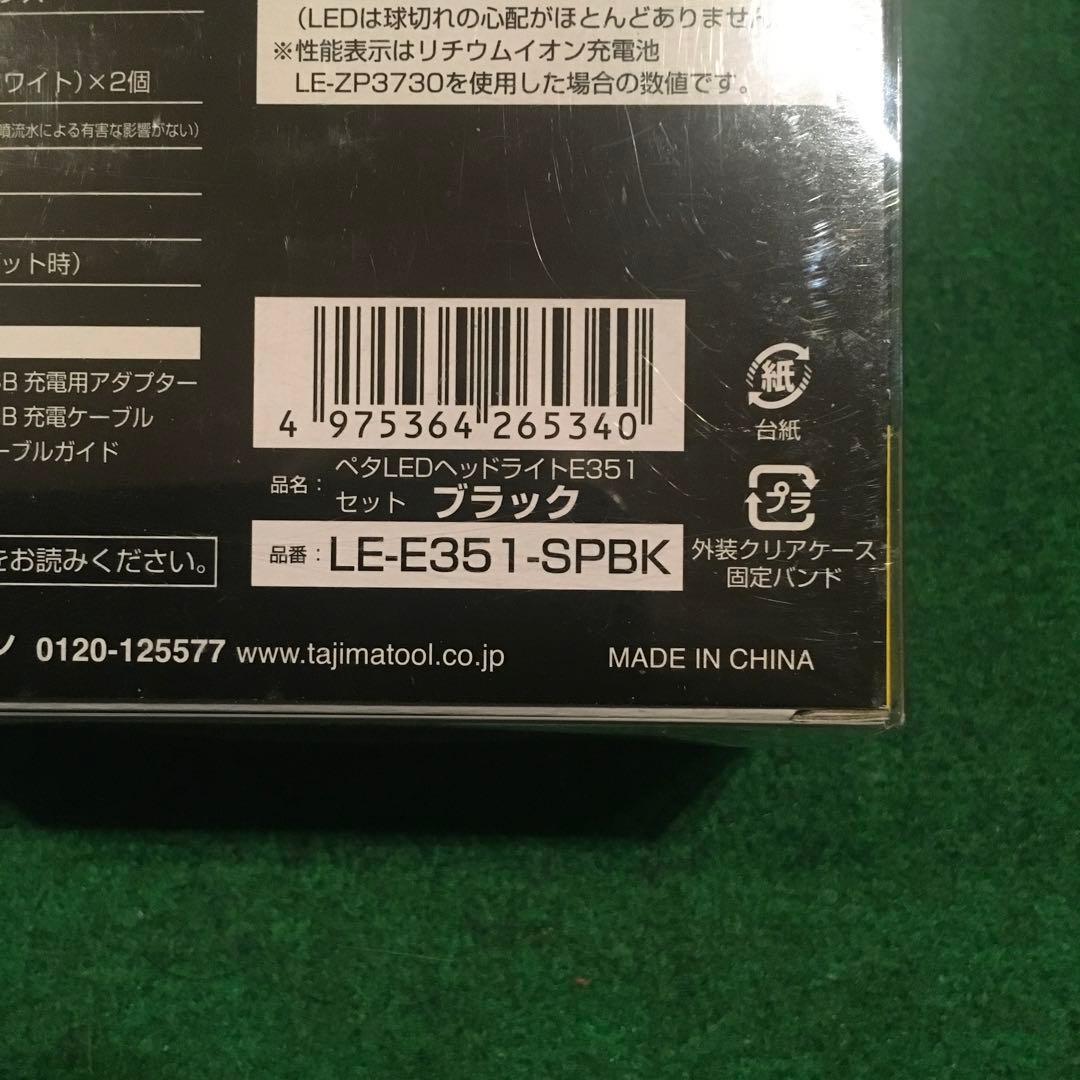 (LEDは球切れの心配がほとんどありません
※性能表示はリチウムイオン充電池
LE-ZP3730を使用した場合の数値です。
ワイト)×2個
噴流水による有害な影響がない)
ット時)
B 充電用アダプター
B 充電ケーブル
ーブルガイド
をお読みください。
4 975364 265340
品名: ペタLEDヘッドライトE351
セット ブラック
品番: LE-E351-SPBK
紙
台紙
プラ
外装クリアケース
固定バンド
0120-125577 www.tajimatool.co.jp
MADE IN CHINA